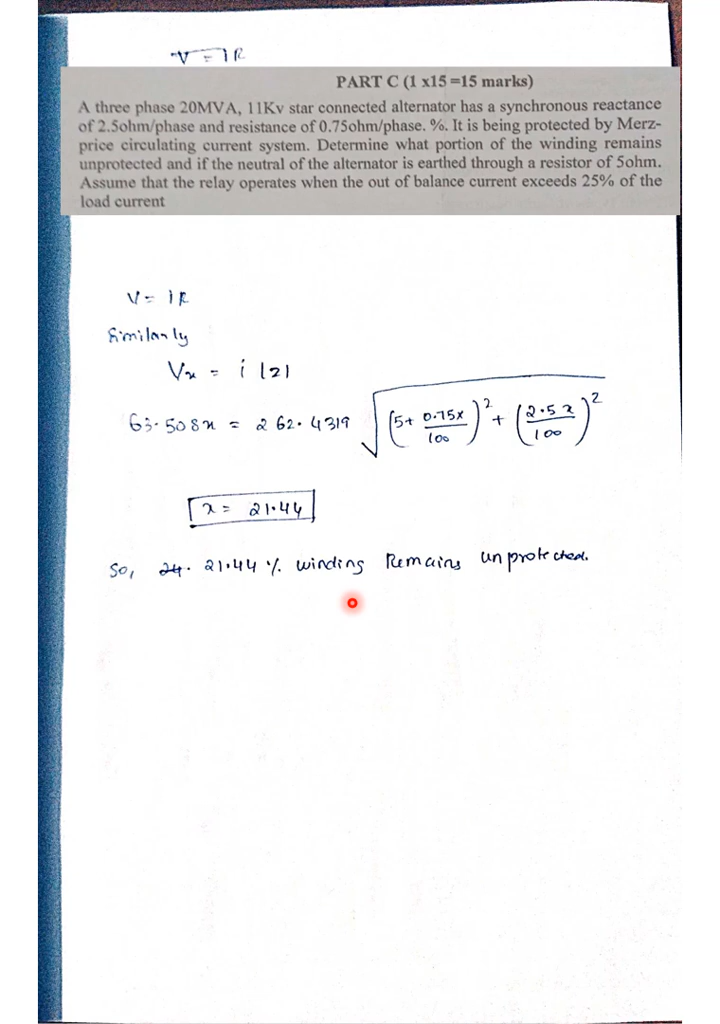 V = IR
PART C (1 x15 =15 marks)
A three phase 20MVA, 11Kv star connected alternator has a synchronous reactance
of 2.5ohm/phase and resistance of 0.75ohm/phase. %. It is being protected by Merz-
price circulating current system. Determine what portion of the winding remains
unprotected and if the neutral of the alternator is earthed through a resistor of 5ohm.
Assume that the relay operates when the out of balance current exceeds 25% of the
load current
V = IR
Similarly
Vx = i |z|
63.508x = 262.4319 √((5+ 0.75x/100)² + (2.5x/100)²)
x = 21.44
So, 24. 21.44 % winding Remains unprotected.